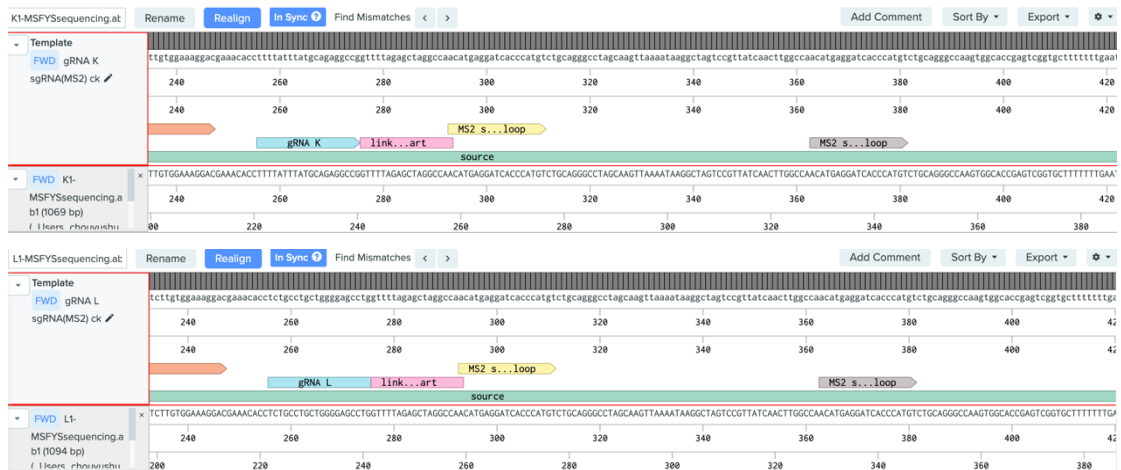 K1-MSFYSsequencing.ab Rename Realign In Sync ? Find Mismatches < > Add Comment Sort By Export
Template
FWD gRNA K
sgRNA(MS2) ck
ttgtggaaaggacgaaacaccttttatttatgcagaggccggttttagagctaggccaacatgaggatcacccatgtctgcagggcctagcaagttaaaataaggctagtccgttatcaacttggccaacatgaggatcacccatgtctgcagggccaagtggcaccgagtcggtgcttttttttgaat
240 260 280 300 320 340 360 380 400 420
240 260 280 300 320 340 360 380 400 420
MS2 s...loop
gRNA K link...art MS2 s...loop
source
FWD K1-
MSFYSsequencing.a
b1 (1069 bp)
× TTGTGGAAAGGACGAAACACCTTTTATTTATGCAGAGGCCGGTTTTAGAGCTAGGCCAACATGAGGATCACCCATGTCTGCAGGGCCTAGCAAGTTAAAATAAGGCTAGTCCGTTATCAACTTGGCCAACATGAGGATCACCCATGTCTGCAGGGCCAAGTGGCACCGAGTCGGTGCTTTTTTTGAAT
240 260 280 300 320 340 360 380 400 420
220 240 260 280 300 320 340 360 380
L1-MSFYSsequencing.ab Rename Realign In Sync ? Find Mismatches < > Add Comment Sort By Export
Template
FWD gRNA L
sgRNA(MS2) ck
tcttgtggaaaggacgaaacacctctgcctgctggggagcctggttttagagctaggccaacatgaggatcacccatgtctgcagggcctagcaagttaaaataaggctagtccgttatcaacttggccaacatgaggatcacccatgtctgcagggccaagtggcaccgagtcggtgctttttttga
240 260 280 300 320 340 360 380 400 42
240 260 280 300 320 340 360 380 400 42
MS2 s...loop
gRNA L link...art MS2 s...loop
source
FWD L1-
MSFYSsequencing.a
b1 (1094 bp)
× TCTTGTGGAAAGGACGAAACACCTCTGCCTGCTGGGGAGCCTGGTTTTAGAGCTAGGCCAACATGAGGATCACCCATGTCTGCAGGGCCTAGCAAGTTAAAATAAGGCTAGTCCGTTATCAACTTGGCCAACATGAGGATCACCCATGTCTGCAGGGCCAAGTGGCACCGAGTCGGTGCTTTTTTTGA
240 260 280 300 320 340 360 380 400 42
200 220 240 260 280 300 320 340 360 380